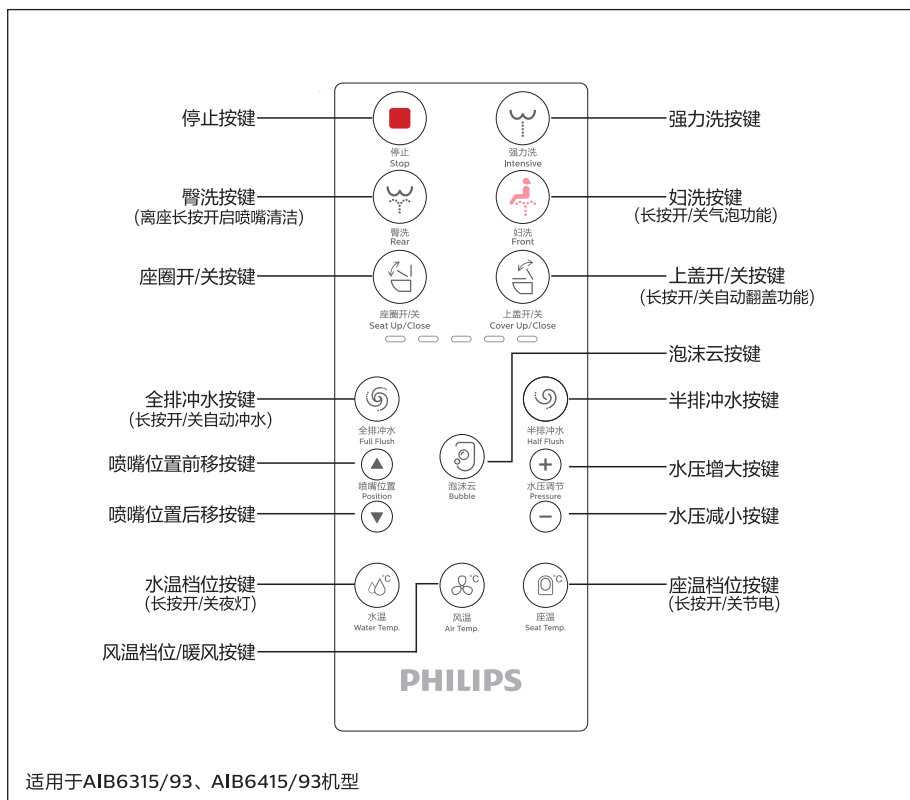 停止按键
强力洗按键
停止
Stop
强力洗
Intensive
臀洗按键
(离座长按开启喷嘴清洁)
妇洗按键
(长按开/关气泡功能)
臀洗
Rear
妇洗
Front
座圈开/关按键
上盖开/关按键
(长按开/关自动翻盖功能)
座圈开/关
Seat Up/Close
上盖开/关
Cover Up/Close
泡沫云按键
全排冲水按键
(长按开/关自动冲水)
半排冲水按键
全排冲水
Full Flush
半排冲水
Half Flush
喷嘴位置前移按键
水压增大按键
喷嘴位置
Position
泡沫云
Bubble
水压调节
Pressure
喷嘴位置后移按键
水压减小按键
水温档位按键
(长按开/关夜灯)
°C
°C
°C
座温档位按键
(长按开/关节电)
水温
Water Temp.
风温
Air Temp.
座温
Seat Temp.
风温档位/暖风按键
PHILIPS
适用于AIB6315/93、AIB6415/93机型